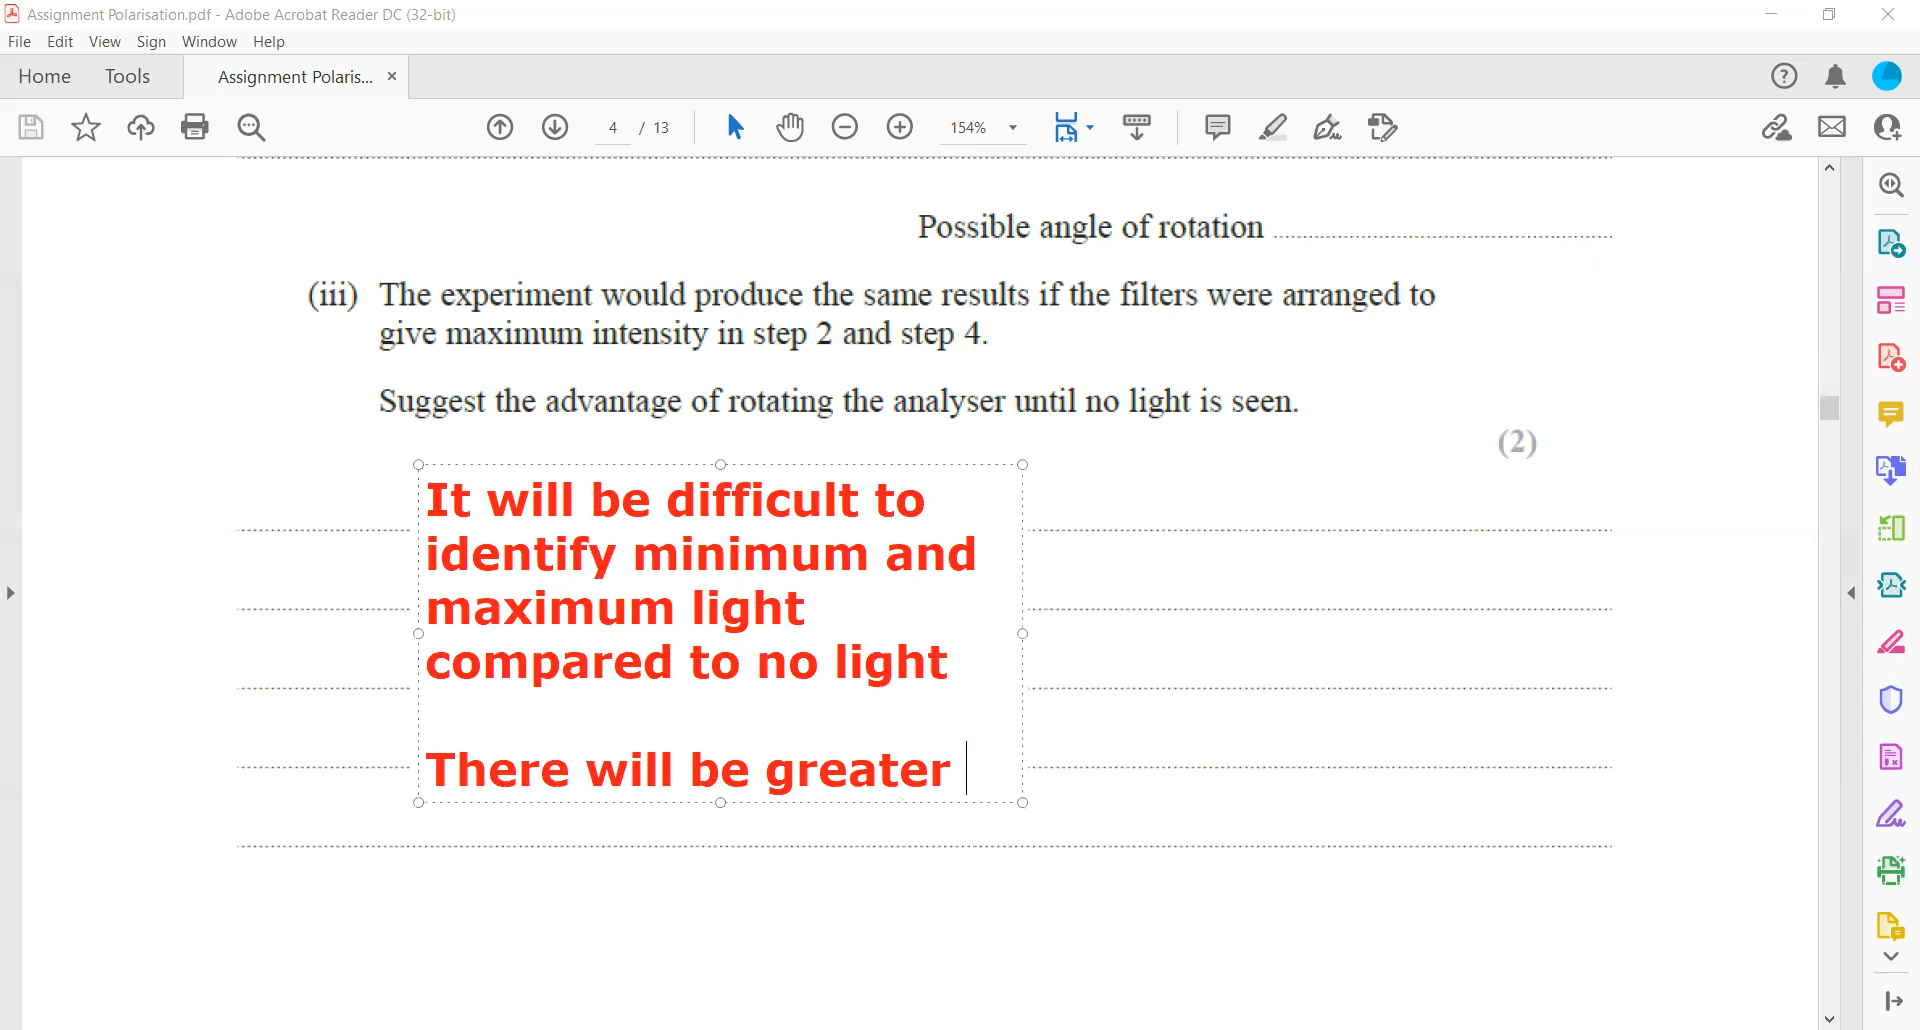 Assignment Polarisation.pdf - Adobe Acrobat Reader DC (32-bit)
File Edit View Sign Window Help
Home Tools Assignment Polaris... ×
4 / 13 154%
Possible angle of rotation
(iii) The experiment would produce the same results if the filters were arranged to
give maximum intensity in step 2 and step 4.
Suggest the advantage of rotating the analyser until no light is seen.
(2)
It will be difficult to
identify minimum and
maximum light
compared to no light
There will be greater